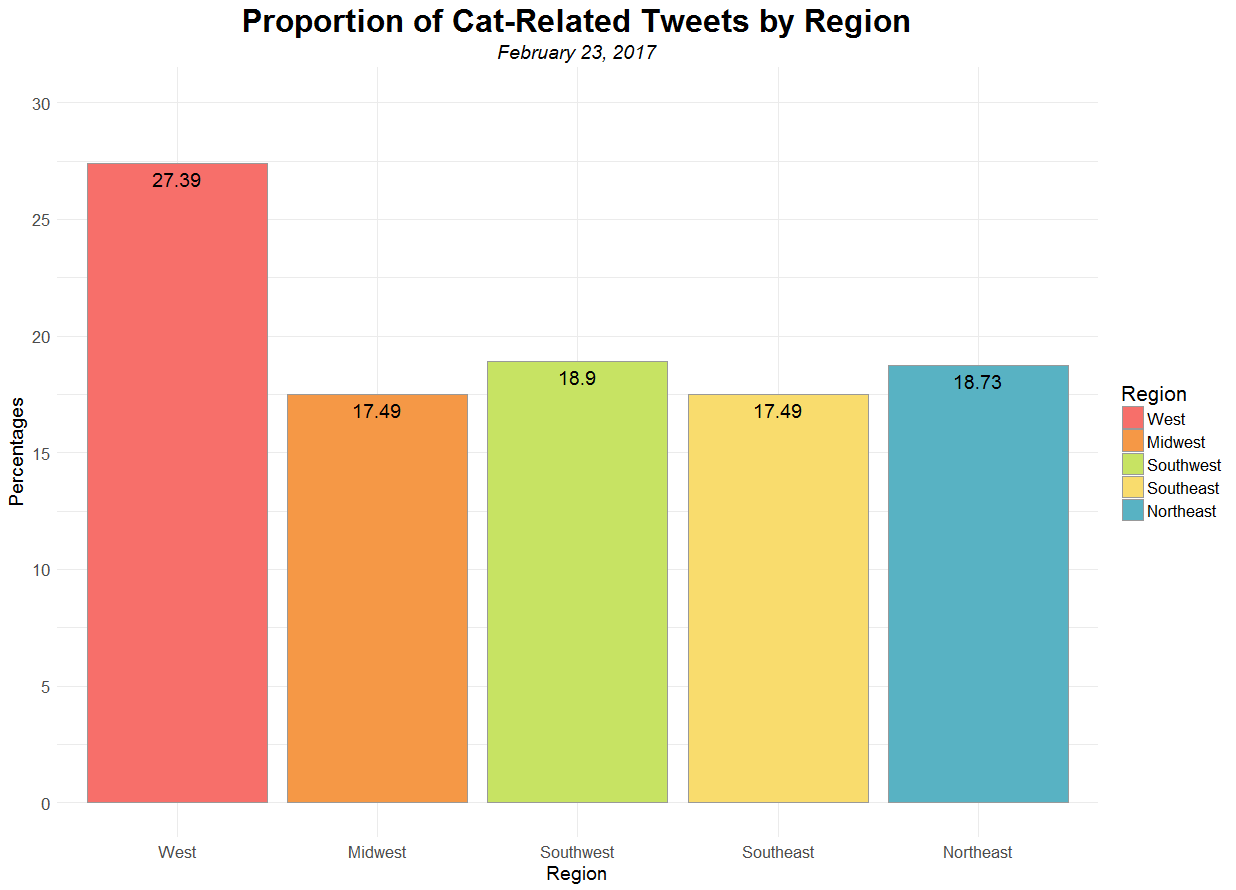 Proportion of Cat-Related Tweets by Region
February 23, 2017
Percentages
30
25
20
15
10
5
0
27.39
17.49
18.9
17.49
18.73
West
Midwest
Southwest
Southeast
Northeast
Region
Region
West
Midwest
Southwest
Southeast
Northeast